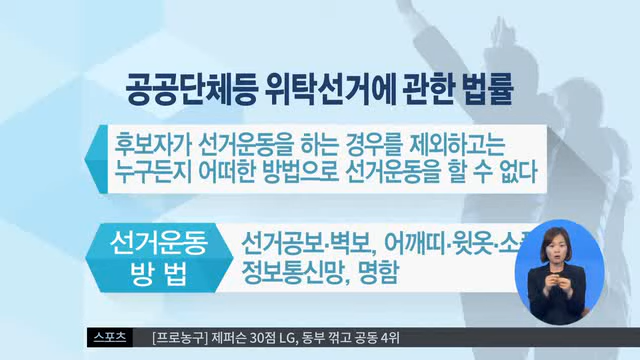 공공단체등 위탁선거에 관한 법률
후보자가 선거운동을 하는 경우를 제외하고는
누구든지 어떠한 방법으로 선거운동을 할 수 없다
선거운동
방 법
선거공보·벽보, 어깨띠·윗옷·
정보통신망, 명함
스포츠 [프로농구] 제퍼슨 30점 LG, 동부 꺾고 공동 4위